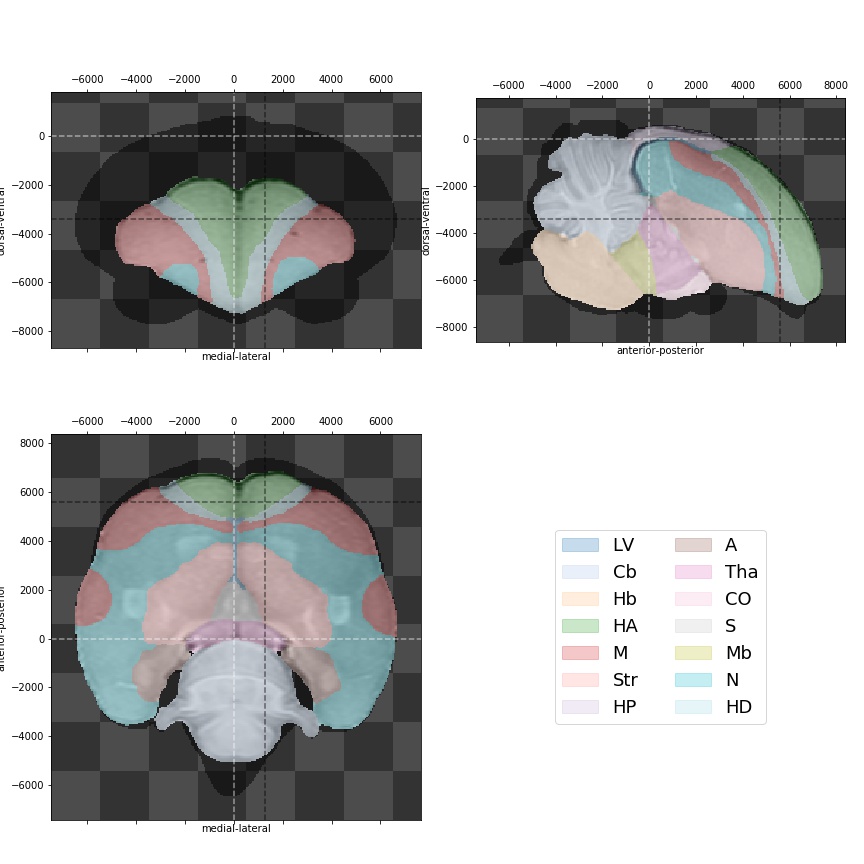 −6000 −4000 −2000 0 2000 4000 6000
0
−2000
−4000
−6000
−8000
dorsal-ventral
medial-lateral
−6000 −4000 −2000 0 2000 4000 6000 8000
0
−2000
−4000
−6000
−8000
dorsal-ventral
anterior-posterior
−6000 −4000 −2000 0 2000 4000 6000
8000
6000
4000
2000
0
−2000
−4000
−6000
anterior-posterior
medial-lateral
LV
Cb
Hb
HA
M
Str
HP
A
Tha
CO
S
Mb
N
HD